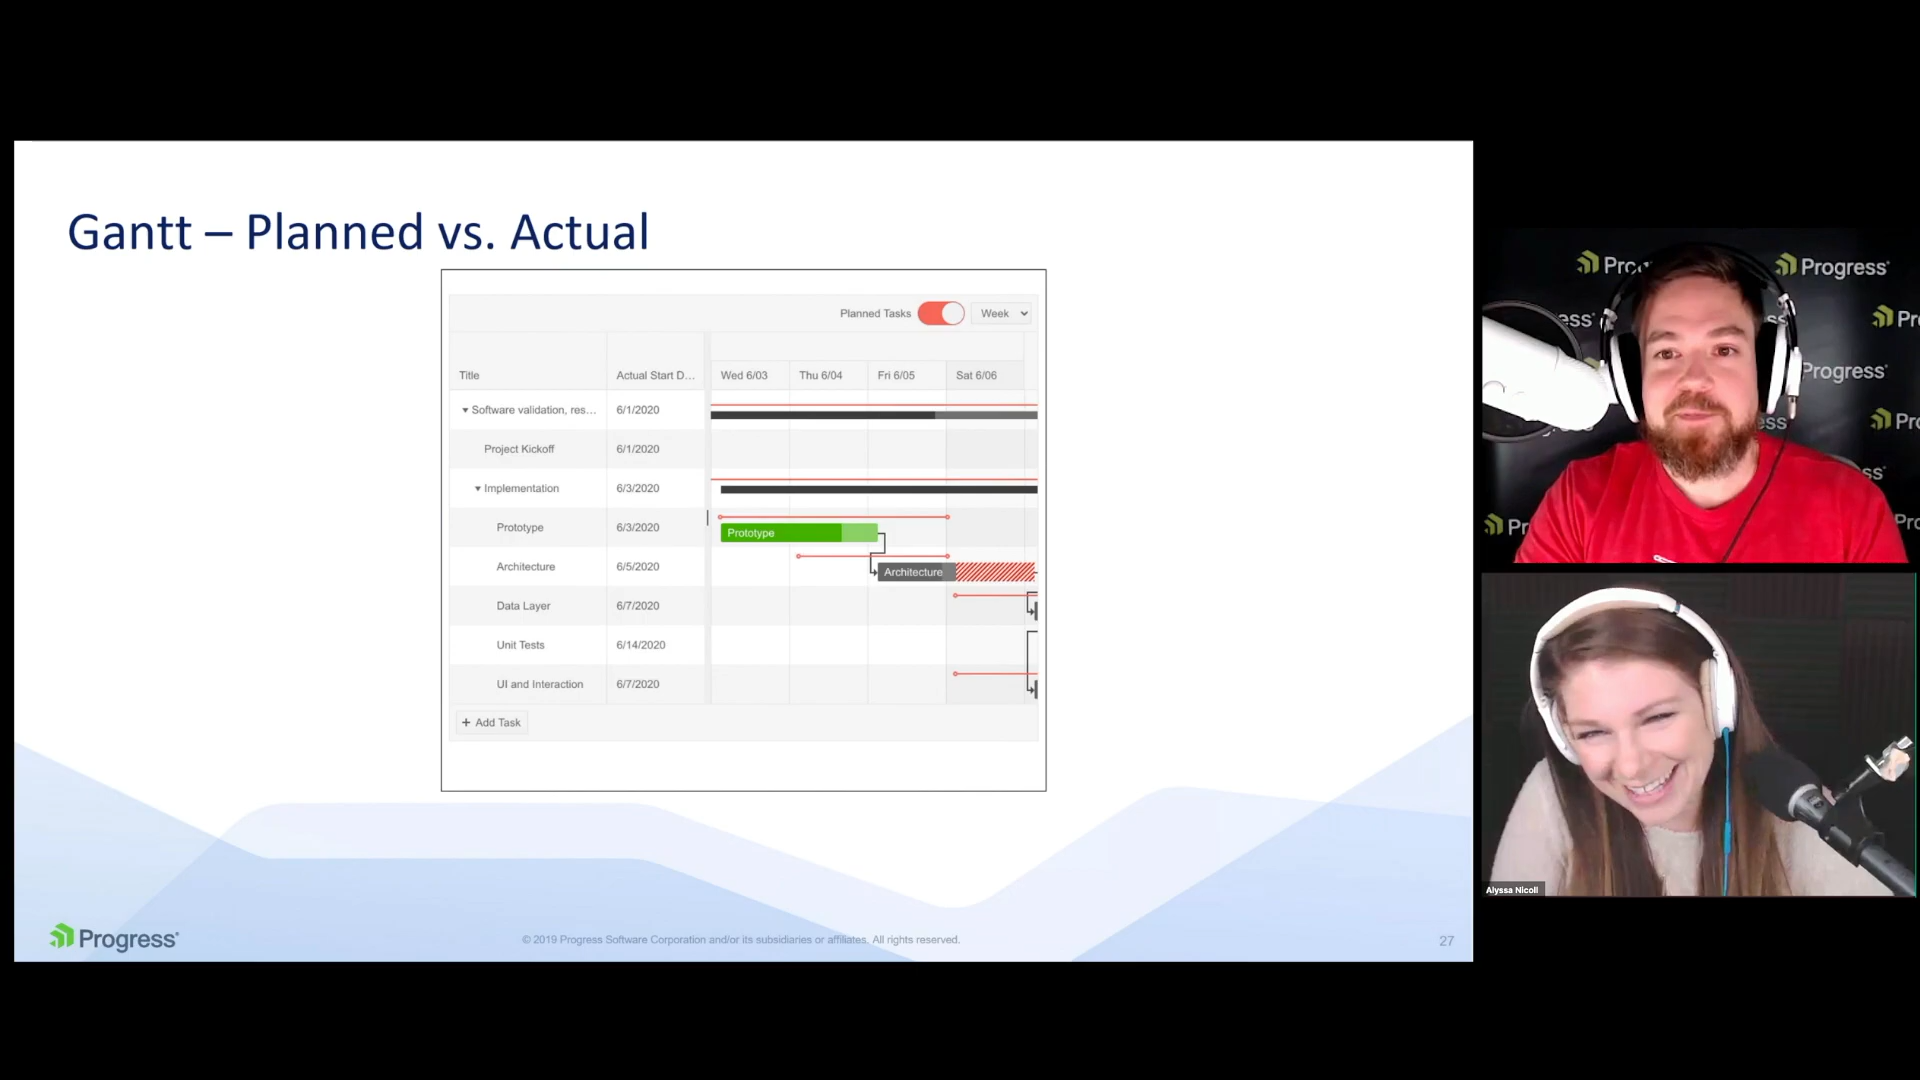 Gantt – Planned vs. Actual
Planned Tasks
Week
Title
Actual Start D...
Wed 6/03
Thu 6/04
Fri 6/05
Sat 6/06
Software validation, res...
6/1/2020
Project Kickoff
6/1/2020
Implementation
6/3/2020
Prototype
6/3/2020
Prototype
Architecture
6/5/2020
Architecture
Data Layer
6/7/2020
Unit Tests
6/14/2020
UI and Interaction
6/7/2020
+ Add Task
Progress
© 2019 Progress Software Corporation and/or its subsidiaries or affiliates. All rights reserved.
27
Progress
Progress
Alyssa Nicoll